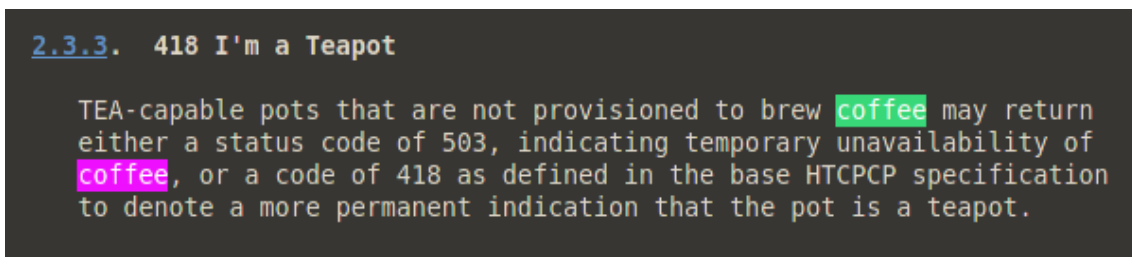 2.3.3.  418 I'm a Teapot
TEA-capable pots that are not provisioned to brew coffee may return
either a status code of 503, indicating temporary unavailability of
coffee, or a code of 418 as defined in the base HTCPCP specification
to denote a more permanent indication that the pot is a teapot.